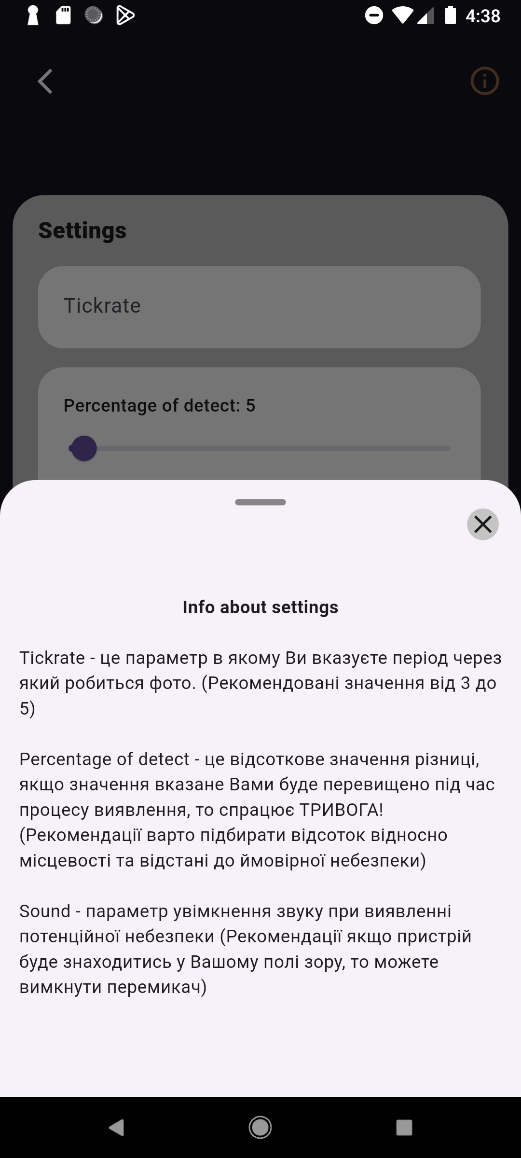 4:38
Settings
Tickrate
Percentage of detect: 5
Info about settings
Tickrate - це параметр в якому Ви вказуєте період через
який робиться фото. (Рекомендовані значення від 3 до
5)
Percentage of detect - це відсоткове значення різниці,
якщо значення вказане Вами буде перевищено під час
процесу виявлення, то спрацює ТРИВОГА!
(Рекомендації варто підбирати відсоток відносно
місцевості та відстані до ймовірної небезпеки)
Sound - параметр увімкнення звуку при виявленні
потенційної небезпеки (Рекомендації якщо пристрій
буде знаходитись у Вашому полі зору, то можете
вимкнути перемикач)